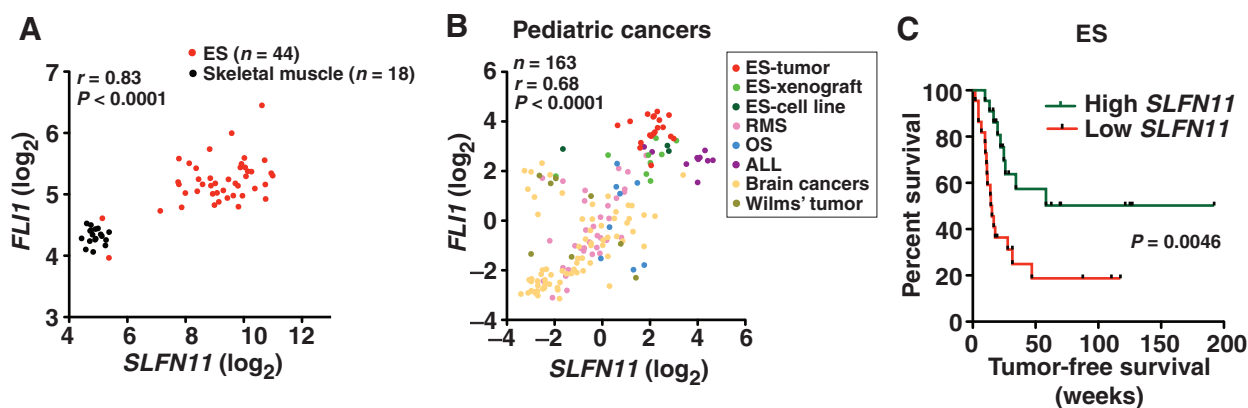 A
ES (n = 44)
Skeletal muscle (n = 18)
r = 0.83
P < 0.0001
FLI1 (log2)
7
6
5
4
3
4 6 8 10 12
SLFN11 (log2)
B Pediatric cancers
n = 163
r = 0.68
P < 0.0001
FLI1 (log2)
6
4
2
0
–2
–4
–4 –2 0 2 4 6
SLFN11 (log2)
ES-tumor
ES-xenograft
ES-cell line
RMS
OS
ALL
Brain cancers
Wilms’ tumor
C ES
High SLFN11
Low SLFN11
P = 0.0046
Percent survival
100
80
60
40
20
0
0 50 100 150 200
Tumor-free survival
(weeks)